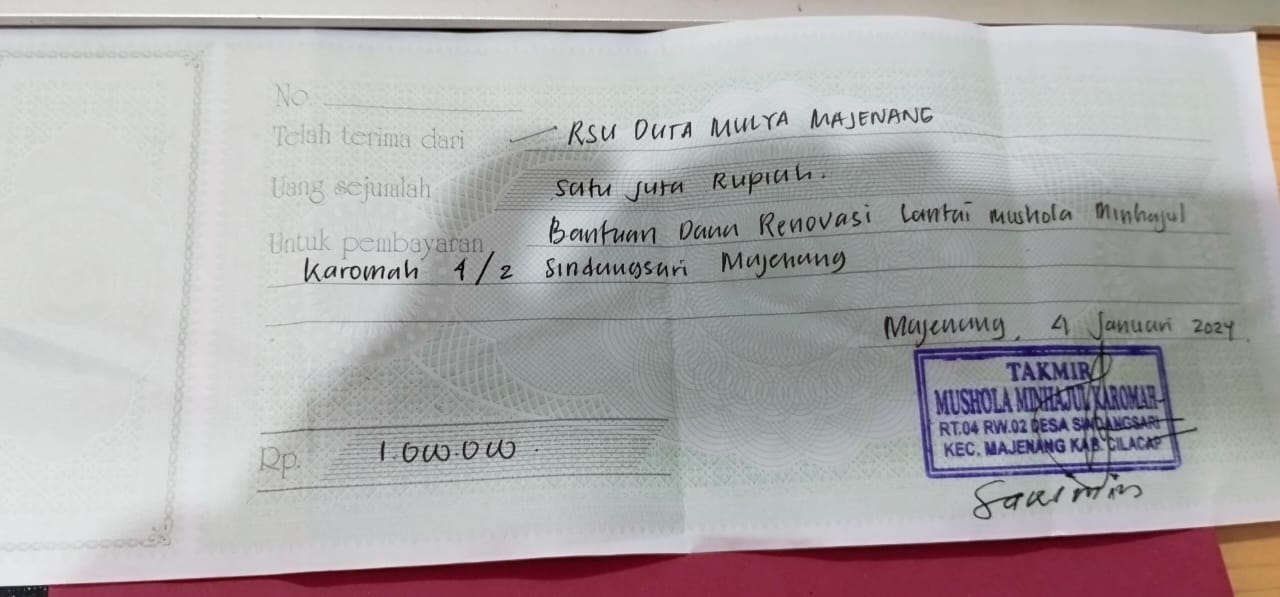 No.
Telah terima dari RSU DUTA MULYA MAJENANG
Uang sejumlah Satu Juta Rupiah.
Untuk pembayaran Bantuan Dana Renovasi Lantai Mushola Minhajul
Karomah 4/2 Sindangsari Majenang
Majenang, 4 Januari 2024.
TAKMIR
MUSHOLA MINHAJUL KAROMAH
RT.04 RW.02 DESA SINDANGSARI
KEC. MAJENANG KAB. CILACAP
Rp. 1.000.000.